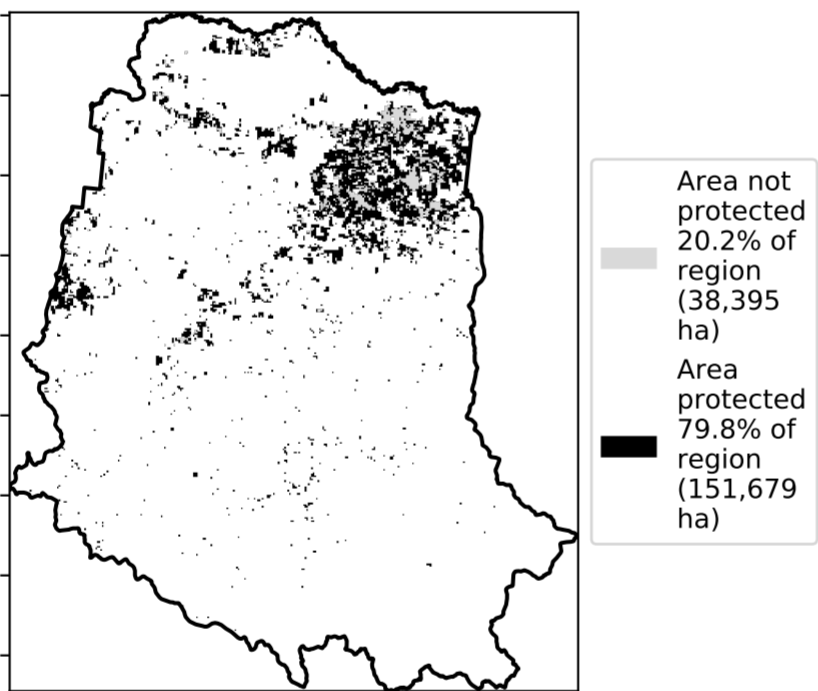 Area not
protected
20.2% of
region
(38,395
ha)
Area
protected
79.8% of
region
(151,679
ha)